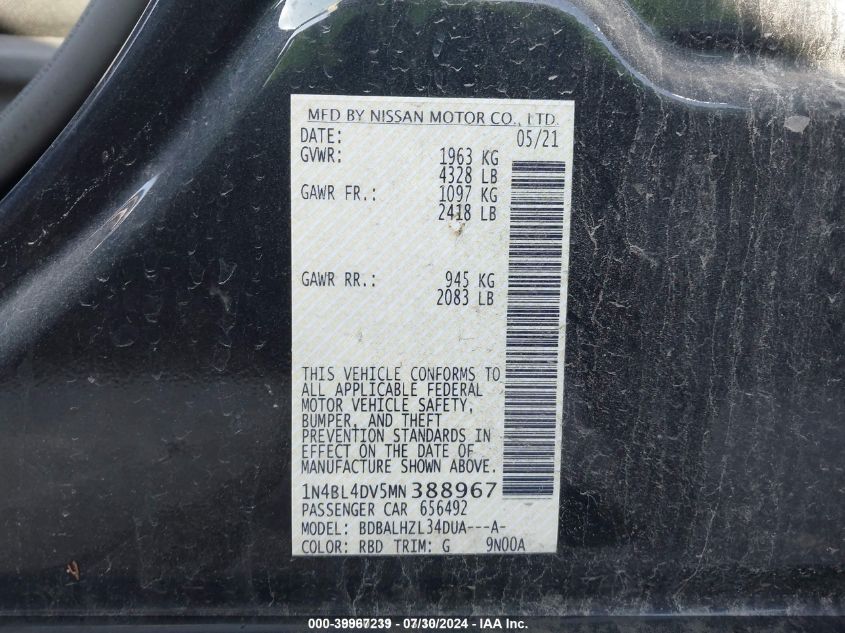 MFD BY NISSAN MOTOR CO., LTD.
DATE: 05/21
GVWR: 1963 KG
4328 LB
GAWR FR.: 1097 KG
2418 LB
GAWR RR.: 945 KG
2083 LB
THIS VEHICLE CONFORMS TO
ALL APPLICABLE FEDERAL
MOTOR VEHICLE SAFETY,
BUMPER, AND THEFT
PREVENTION STANDARDS IN
EFFECT ON THE DATE OF
MANUFACTURE SHOWN ABOVE.
1N4BL4DV5MN388967
PASSENGER CAR 656492
MODEL: BDBALHZL34DUA---A-
COLOR: RBD TRIM: G 9N00A
000-39967239 - 07/30/2024 - IAA Inc.